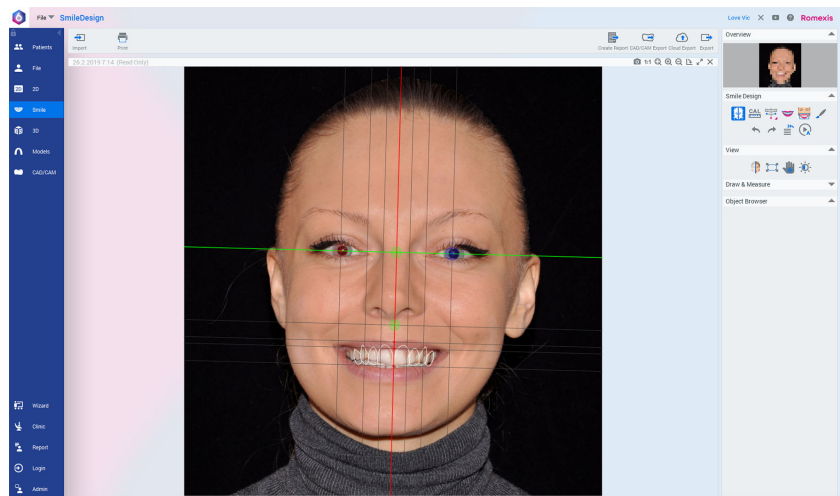 File SmileDesign
Love Vic
Romexis
Patients
File
2D 2D
Smile
3D
Models
CAD/CAM
Wizard
Clinic
Report
Login
Admin
Import
Print
Create Report CAD/CAM Export Cloud Export Export
29.2.2019 7.14 (Read Only)
1:1
Overview
Smile Design
CAL
View
Draw & Measure
Object Browser